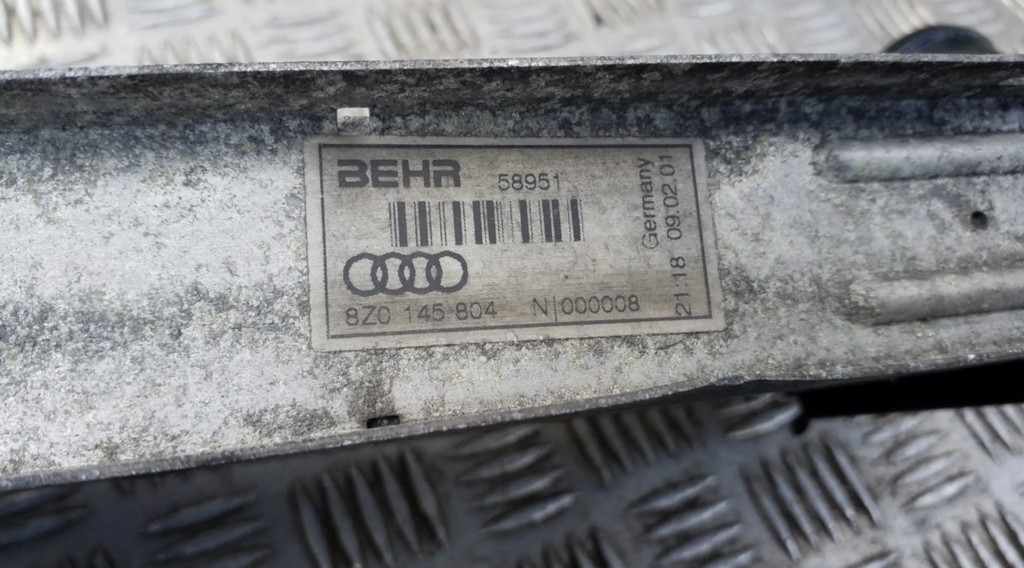 BEHR 58951
8Z0 145 804 N|000008
Germany
21:18 09.02.01